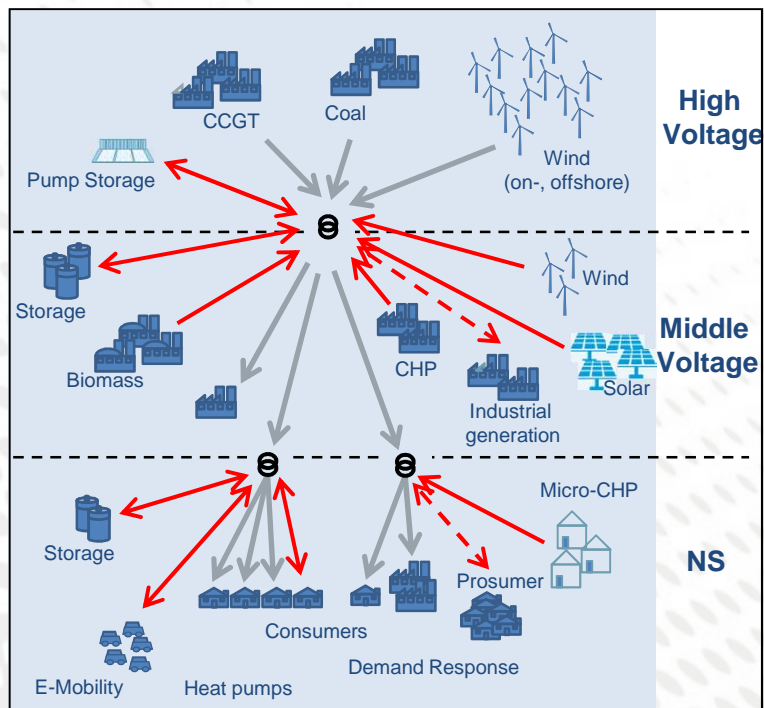 CCGT
Coal
Wind
(on-, offshore)
High
Voltage
Pump Storage
Storage
Wind
Biomass
CHP
Industrial
generation
Solar
Middle
Voltage
Micro-CHP
Storage
Prosumer
NS
Consumers
Demand Response
E-Mobility
Heat pumps